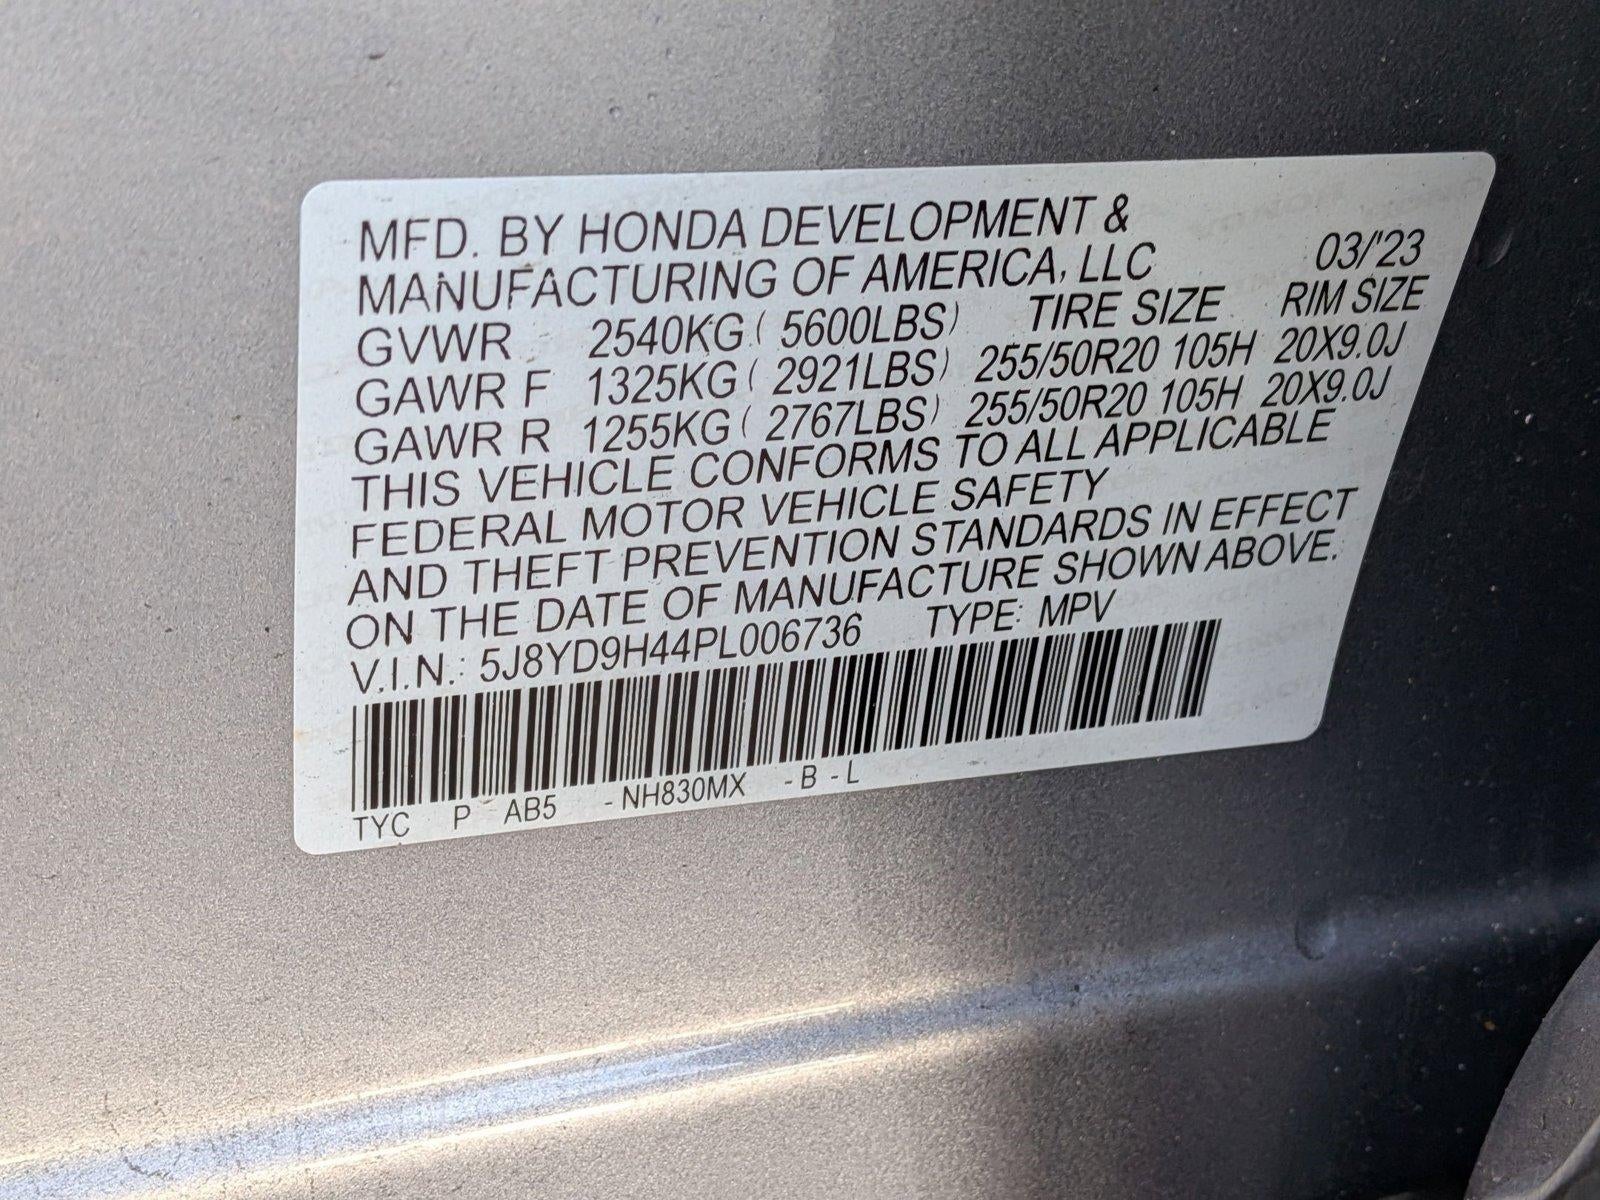 MFD. BY HONDA DEVELOPMENT &
MANUFACTURING OF AMERICA, LLC 03/'23
GVWR 2540KG ( 5600LBS) TIRE SIZE RIM SIZE
GAWR F 1325KG ( 2921LBS) 255/50R20 105H 20X9.0J
GAWR R 1255KG ( 2767LBS) 255/50R20 105H 20X9.0J
THIS VEHICLE CONFORMS TO ALL APPLICABLE
FEDERAL MOTOR VEHICLE SAFETY
AND THEFT PREVENTION STANDARDS IN EFFECT
ON THE DATE OF MANUFACTURE SHOWN ABOVE.
V.I.N.: 5J8YD9H44PL006736 TYPE: MPV
TYC P AB5 -NH830MX -B -L